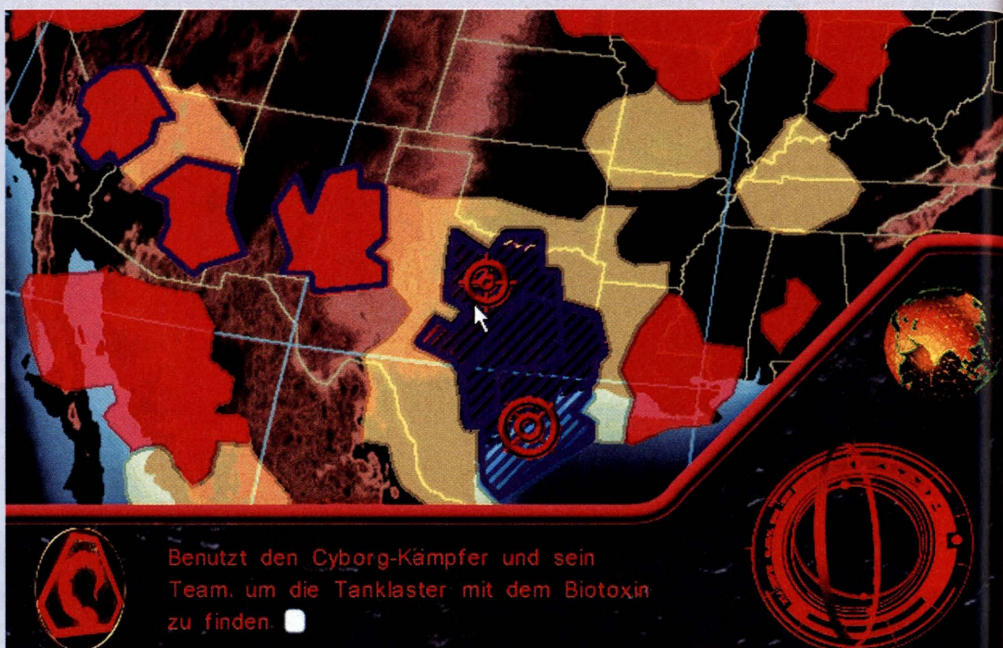 Benutzt den Cyborg-Kämpfer und sein
Team. um die Tanklaster mit dem Biotoxin
zu finden